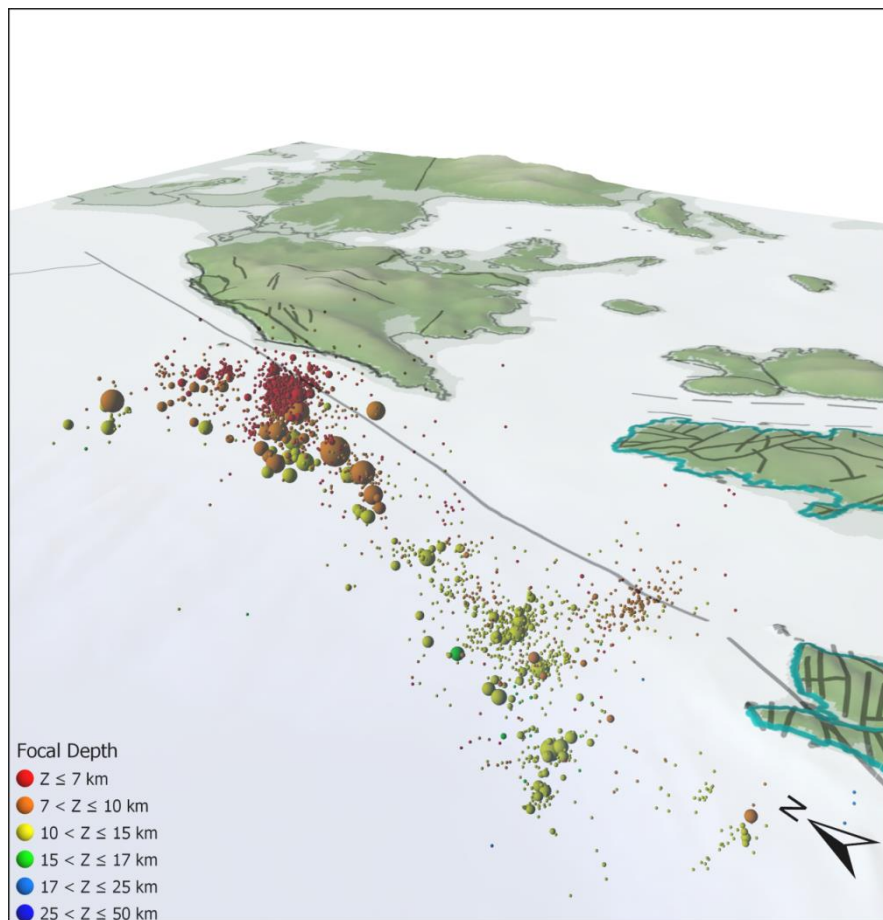 N
Focal Depth
Z ≤ 7 km
7 < Z ≤ 10 km
10 < Z ≤ 15 km
15 < Z ≤ 17 km
17 < Z ≤ 25 km
25 < Z ≤ 50 km